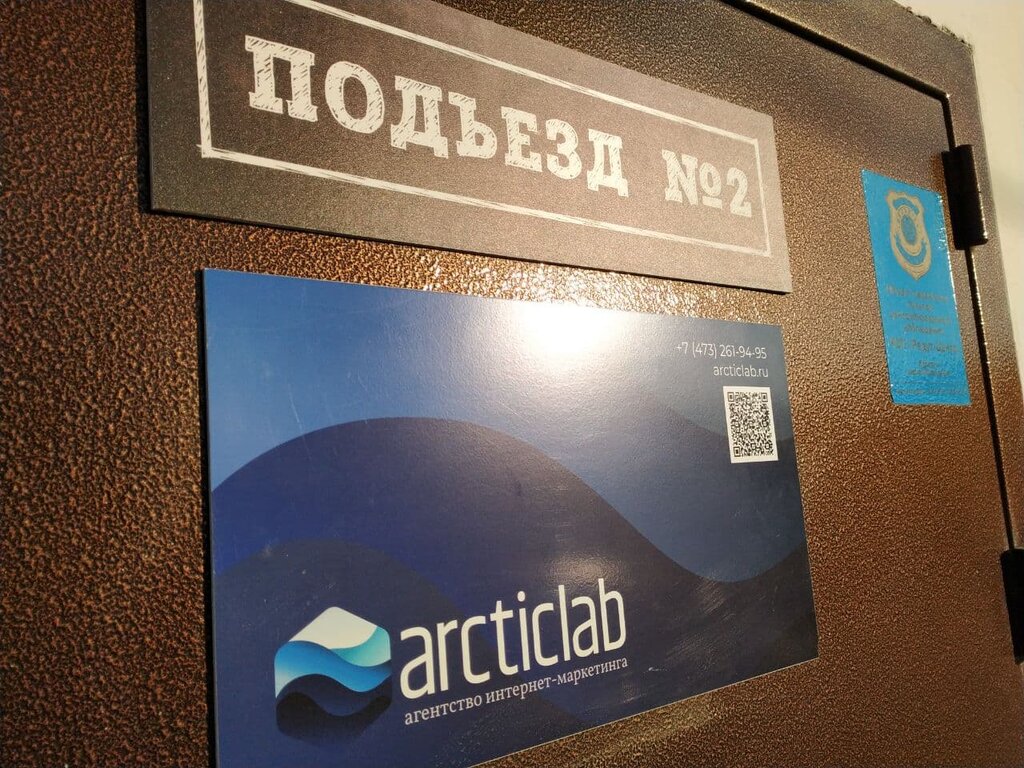 ПОДЪЕЗД №2
+7 (473) 261-94-95
arcticlab.ru
arcticlab
агентство интернет-маркетинга